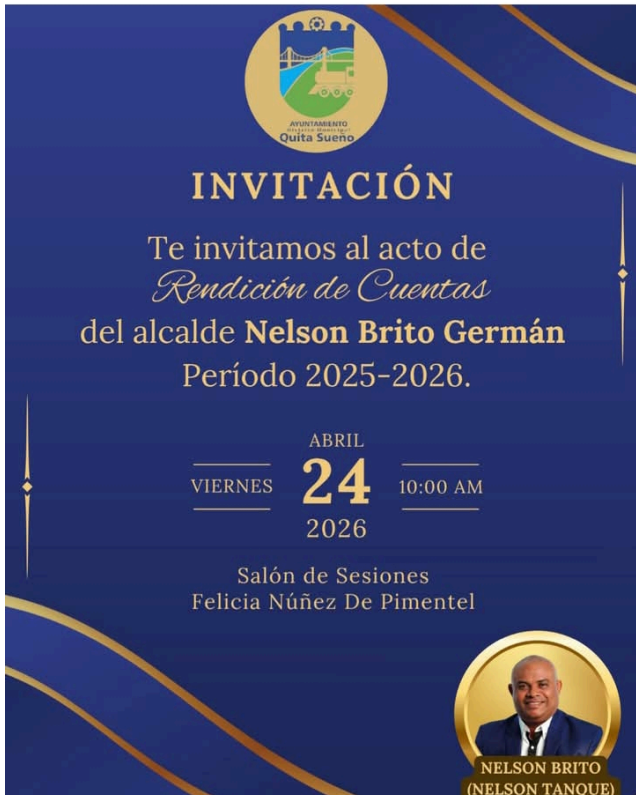 AYUNTAMIENTO
Distrito Municipal
Quita Sueño
INVITACIÓN
Te invitamos al acto de
Rendición de Cuentas
del alcalde Nelson Brito Germán
Período 2025-2026.
ABRIL
VIERNES 24 10:00 AM
2026
Salón de Sesiones
Felicia Núñez De Pimentel
NELSON BRITO
(NELSON TANQUE)